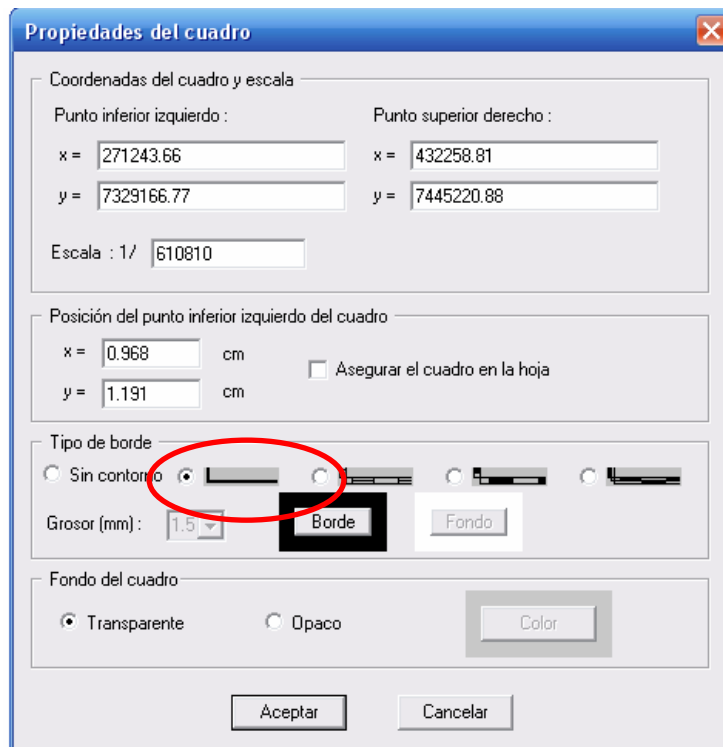 Propiedades del cuadro
Coordenadas del cuadro y escala
Punto inferior izquierdo :
Punto superior derecho :
x = 271243.66
x = 432258.81
y = 7329166.77
y = 7445220.88
Escala : 1/ 610810
Posición del punto inferior izquierdo del cuadro
x = 0.968 cm
Asegurar el cuadro en la hoja
y = 1.191 cm
Tipo de borde
Sin contorno
Grosor (mm) : 1.5 Borde Fondo
Fondo del cuadro
Transparente Opaco Color
Aceptar Cancelar